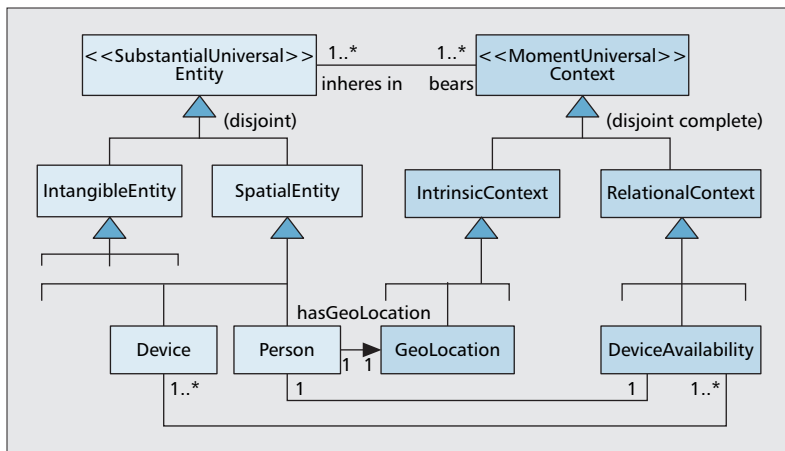 <<SubstantialUniversal>>
Entity
1..*
1..*
inheres in
bears
<<MomentUniversal>>
Context
(disjoint)
(disjoint complete)
IntangibleEntity
SpatialEntity
IntrinsicContext
RelationalContext
hasGeoLocation
Device
Person
GeoLocation
DeviceAvailability
1
1
1..*
1
1
1..*